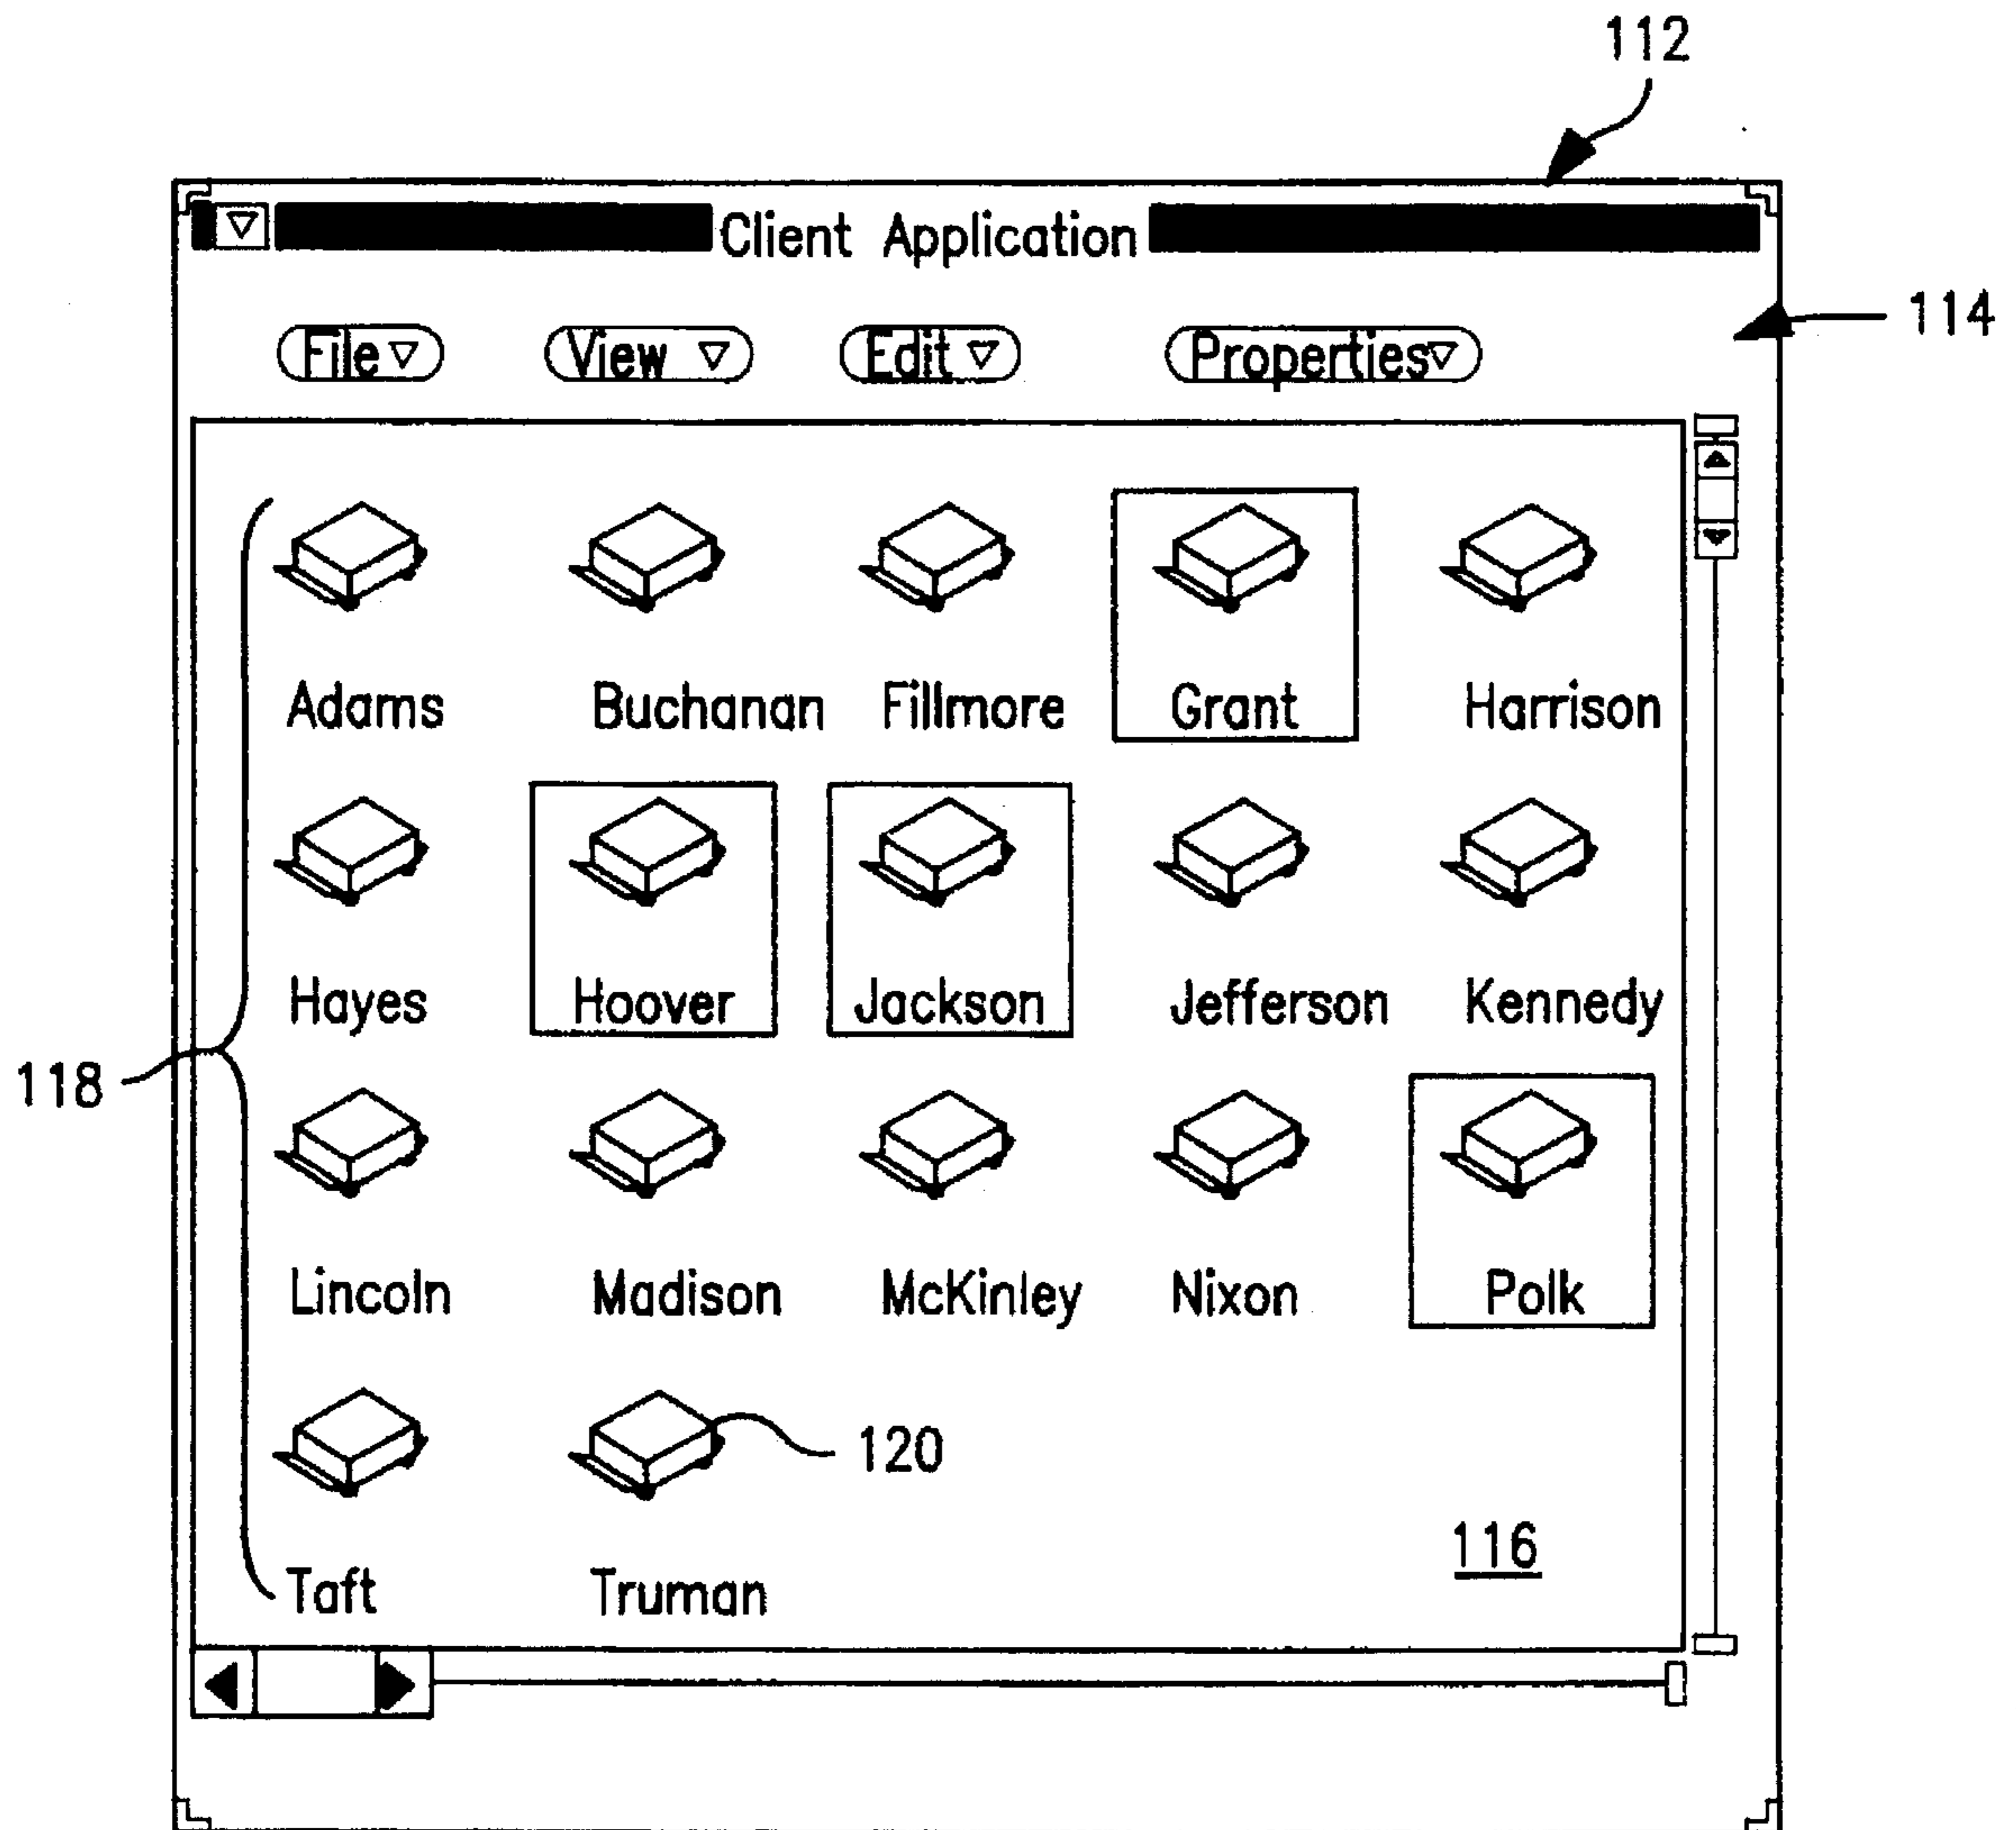 112
Client Application
114
File View Edit Properties
Adams Buchanan Fillmore Grant Harrison
Hayes Hoover Jackson Jefferson Kennedy
118
Lincoln Madison McKinley Nixon Polk
120
116
Taft Truman